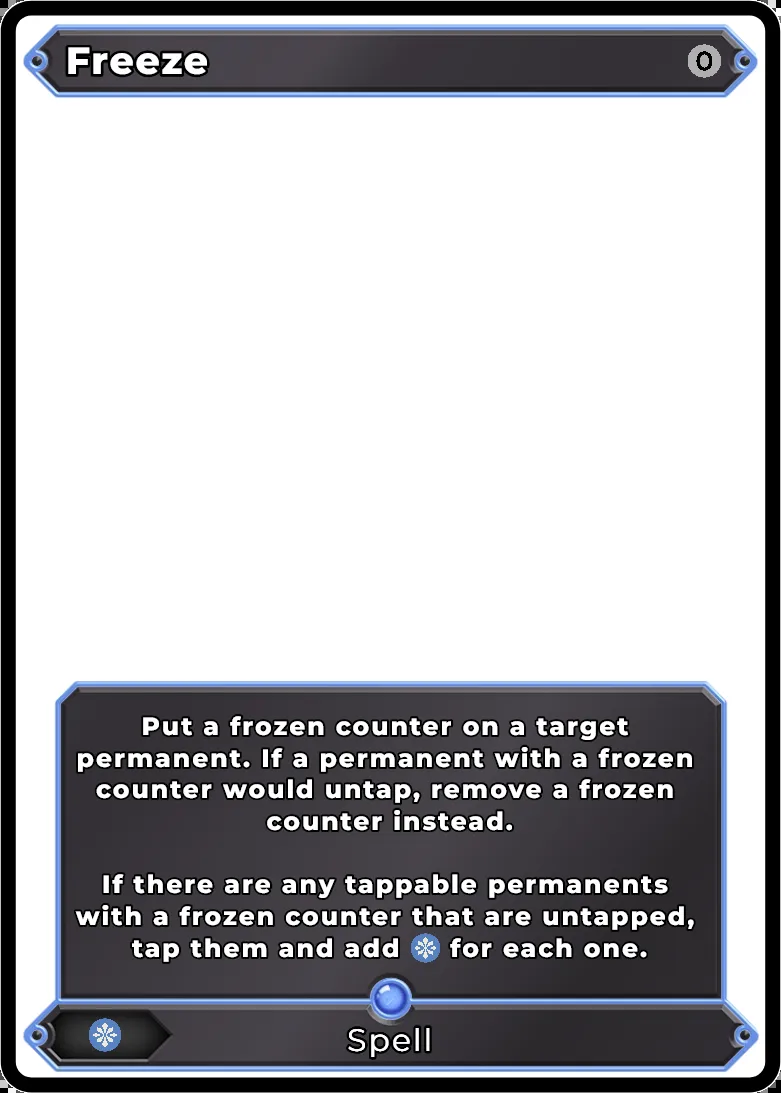 Freeze
0
Put a frozen counter on a target
permanent. If a permanent with a frozen
counter would untap, remove a frozen
counter instead.
If there are any tappable permanents
with a frozen counter that are untapped,
tap them and add for each one.
Spell